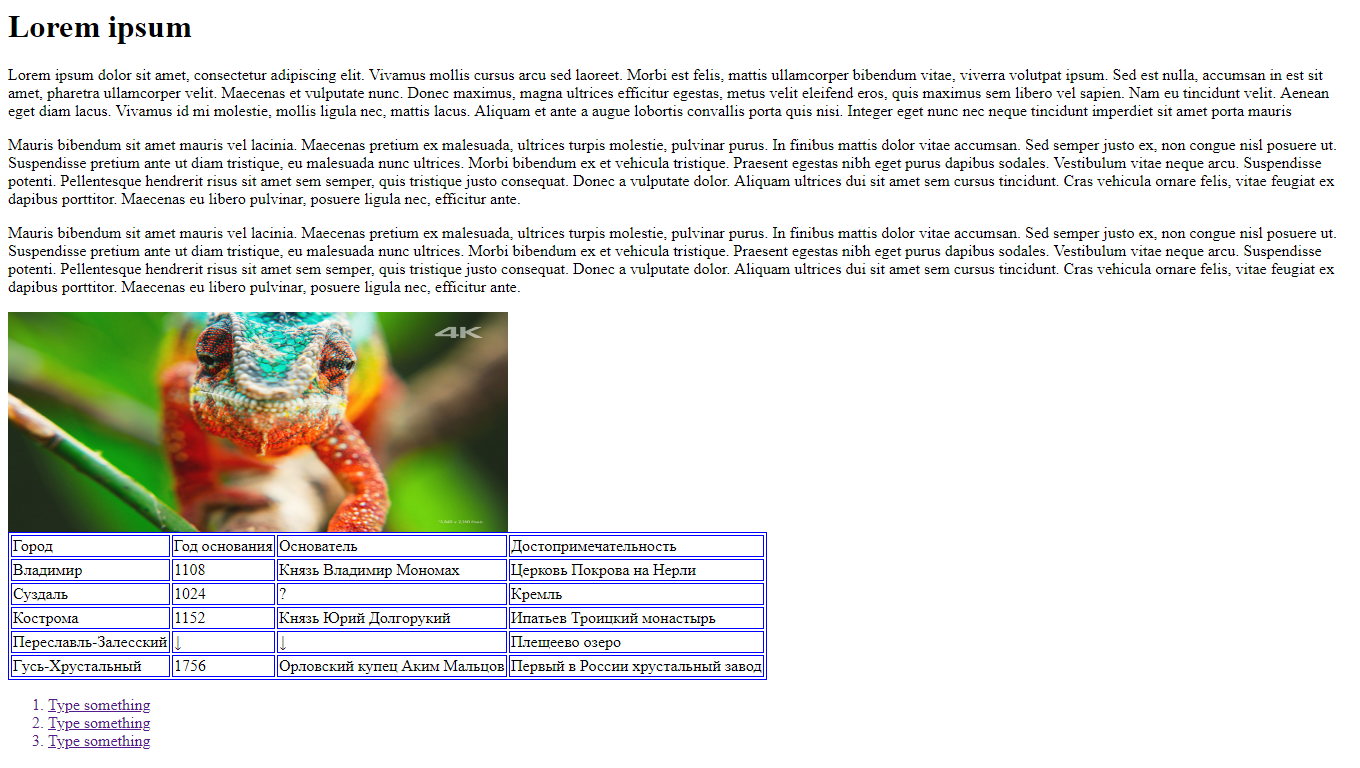 Lorem ipsum
Lorem ipsum dolor sit amet, consectetur adipiscing elit. Vivamus mollis cursus arcu sed laoreet. Morbi est felis, mattis ullamcorper bibendum vitae, viverra volutpat ipsum. Sed est nulla, accumsan in est sit
amet, pharetra ullamcorper velit. Maecenas et vulputate nunc. Donec maximus, magna ultrices efficitur egestas, metus velit eleifend eros, quis maximus sem libero vel sapien. Nam eu tincidunt velit. Aenean
eget diam lacus. Vivamus id mi molestie, mollis ligula nec, mattis lacus. Aliquam et ante a augue lobortis convallis porta quis nisi. Integer eget nunc nec neque tincidunt imperdiet sit amet porta mauris
Mauris bibendum sit amet mauris vel lacinia. Maecenas pretium ex malesuada, ultrices turpis molestie, pulvinar purus. In finibus mattis dolor vitae accumsan. Sed semper justo ex, non congue nisl posuere ut.
Suspendisse pretium ante ut diam tristique, eu malesuada nunc ultrices. Morbi bibendum ex et vehicula tristique. Praesent egestas nibh eget purus dapibus sodales. Vestibulum vitae neque arcu. Suspendisse
potenti. Pellentesque hendrerit risus sit amet sem semper, quis tristique justo consequat. Donec a vulputate dolor. Aliquam ultrices dui sit amet sem cursus tincidunt. Cras vehicula ornare felis, vitae feugiat ex
dapibus porttitor. Maecenas eu libero pulvinar, posuere ligula nec, efficitur ante.
Mauris bibendum sit amet mauris vel lacinia. Maecenas pretium ex malesuada, ultrices turpis molestie, pulvinar purus. In finibus mattis dolor vitae accumsan. Sed semper justo ex, non congue nisl posuere ut.
Suspendisse pretium ante ut diam tristique, eu malesuada nunc ultrices. Morbi bibendum ex et vehicula tristique. Praesent egestas nibh eget purus dapibus sodales. Vestibulum vitae neque arcu. Suspendisse
potenti. Pellentesque hendrerit risus sit amet sem semper, quis tristique justo consequat. Donec a vulputate dolor. Aliquam ultrices dui sit amet sem cursus tincidunt. Cras vehicula ornare felis, vitae feugiat ex
dapibus porttitor. Maecenas eu libero pulvinar, posuere ligula nec, efficitur ante.
4K
Город Год основания Основатель Достопримечательность
Владимир 1108 Князь Владимир Мономах Церковь Покрова на Нерли
Суздаль 1024 ? Кремль
Кострома 1152 Князь Юрий Долгорукий Ипатьев Троицкий монастырь
Переславль-Залесский ↓ ↓ Плещеево озеро
Гусь-Хрустальный 1756 Орловский купец Аким Мальцов Первый в России хрустальный завод
1. Type something
2. Type something
3. Type something